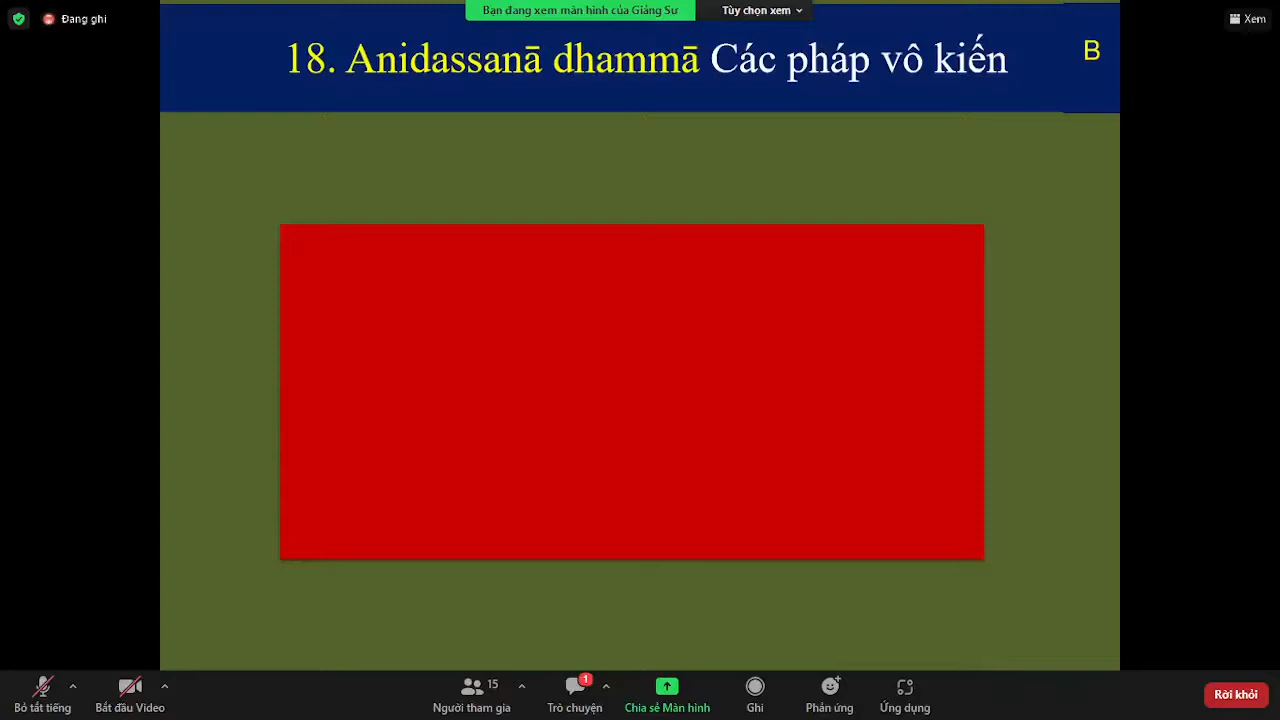 Đang ghi
Bạn đang xem màn hình của Giảng Sư
Tùy chọn xem
Xem
18. Anidassanā dhammā Các pháp vô kiến
B
Bỏ tắt tiếng
Bắt đầu Video
15
Người tham gia
1
Trò chuyện
Chia sẻ Màn hình
Ghi
Phản ứng
Ứng dụng
Rời khỏi